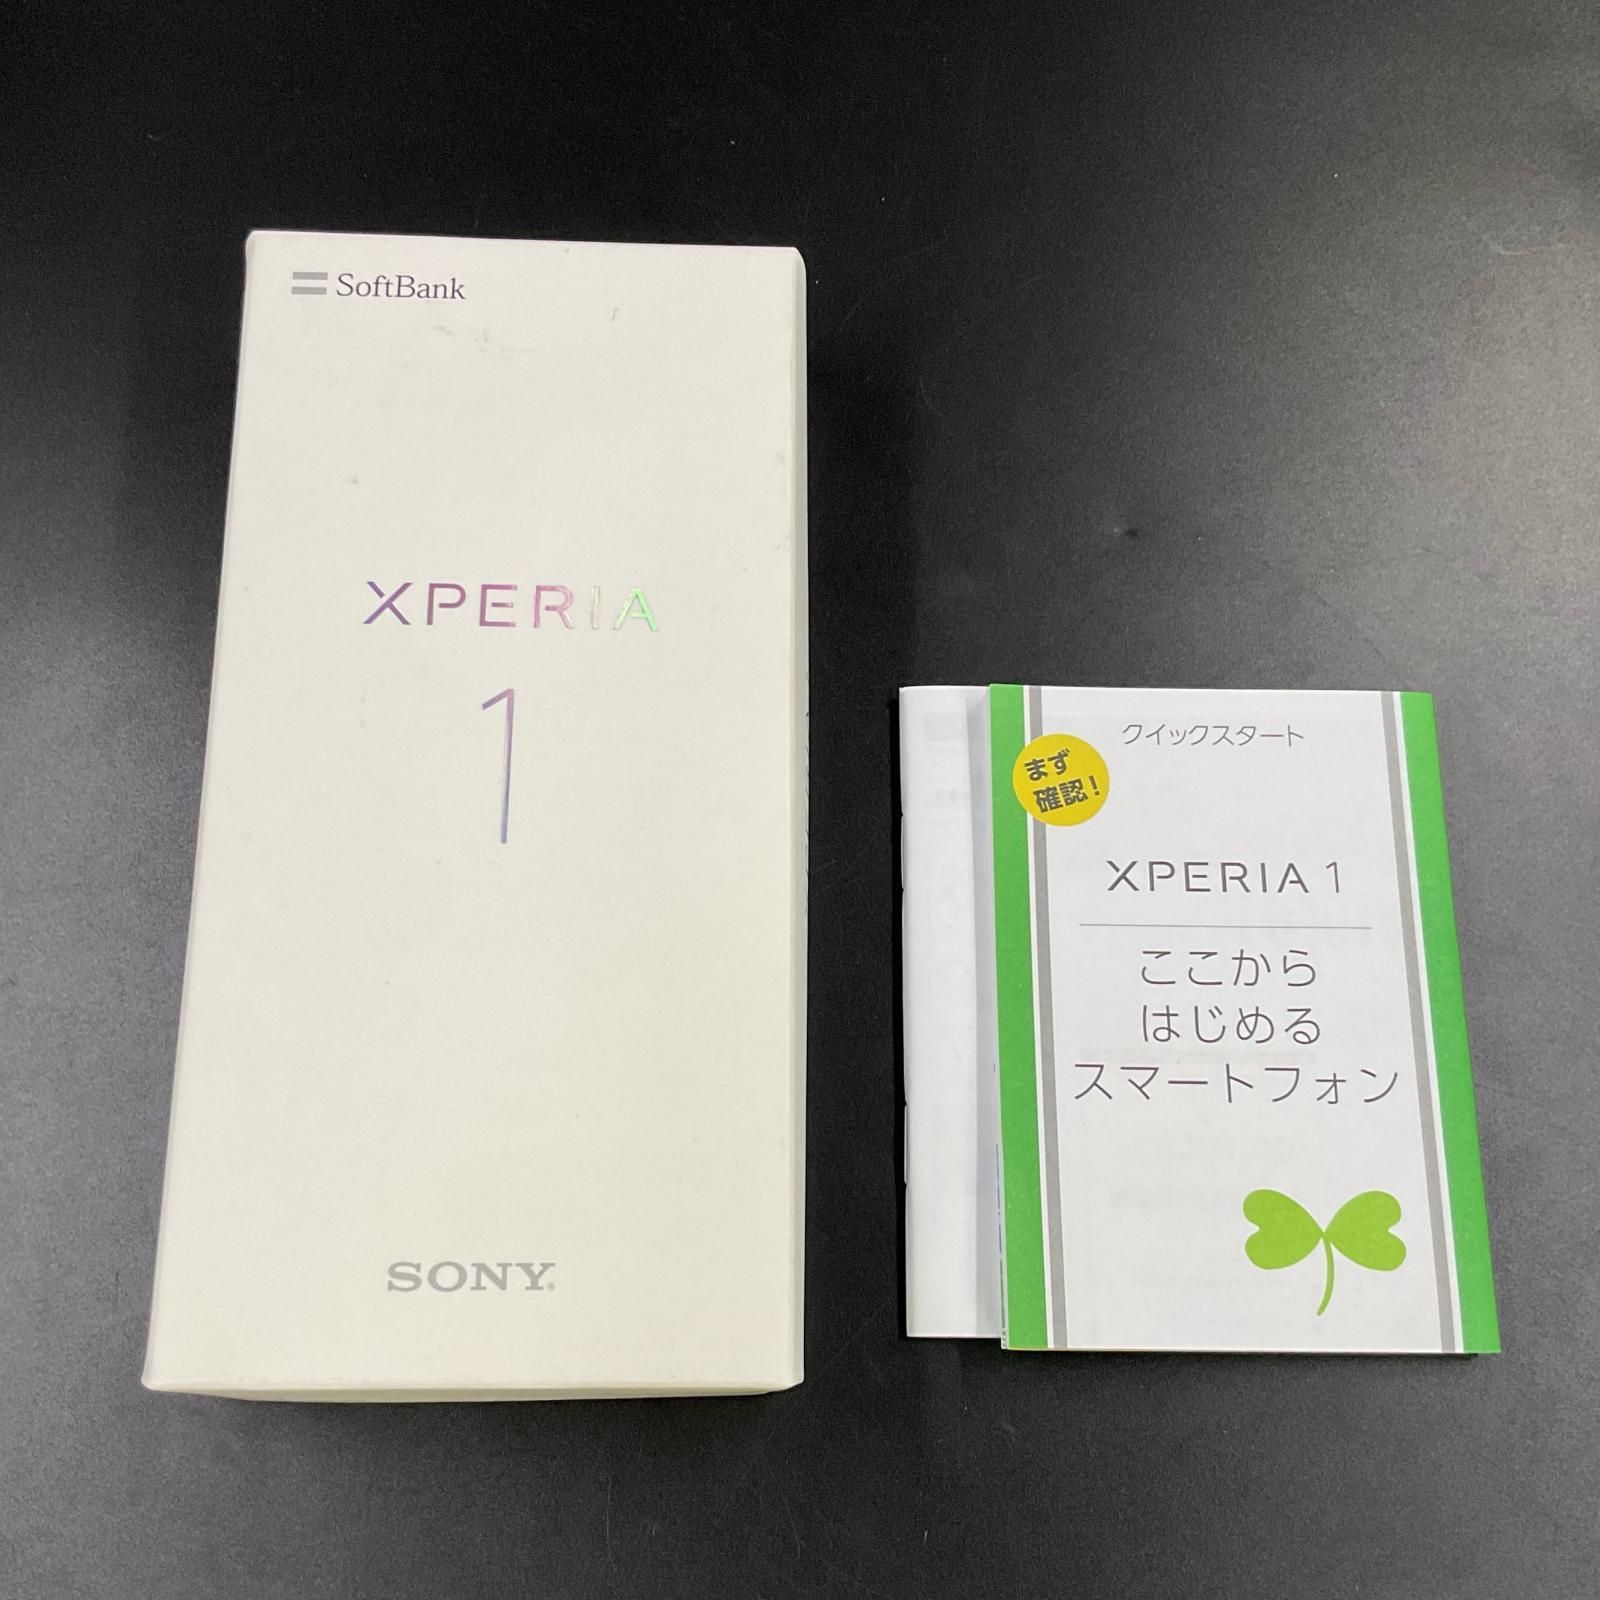 SoftBank
XPERIA
1
SONY
クイックスタート
まず
確認!
XPERIA 1
ここから
はじめる
スマートフォン